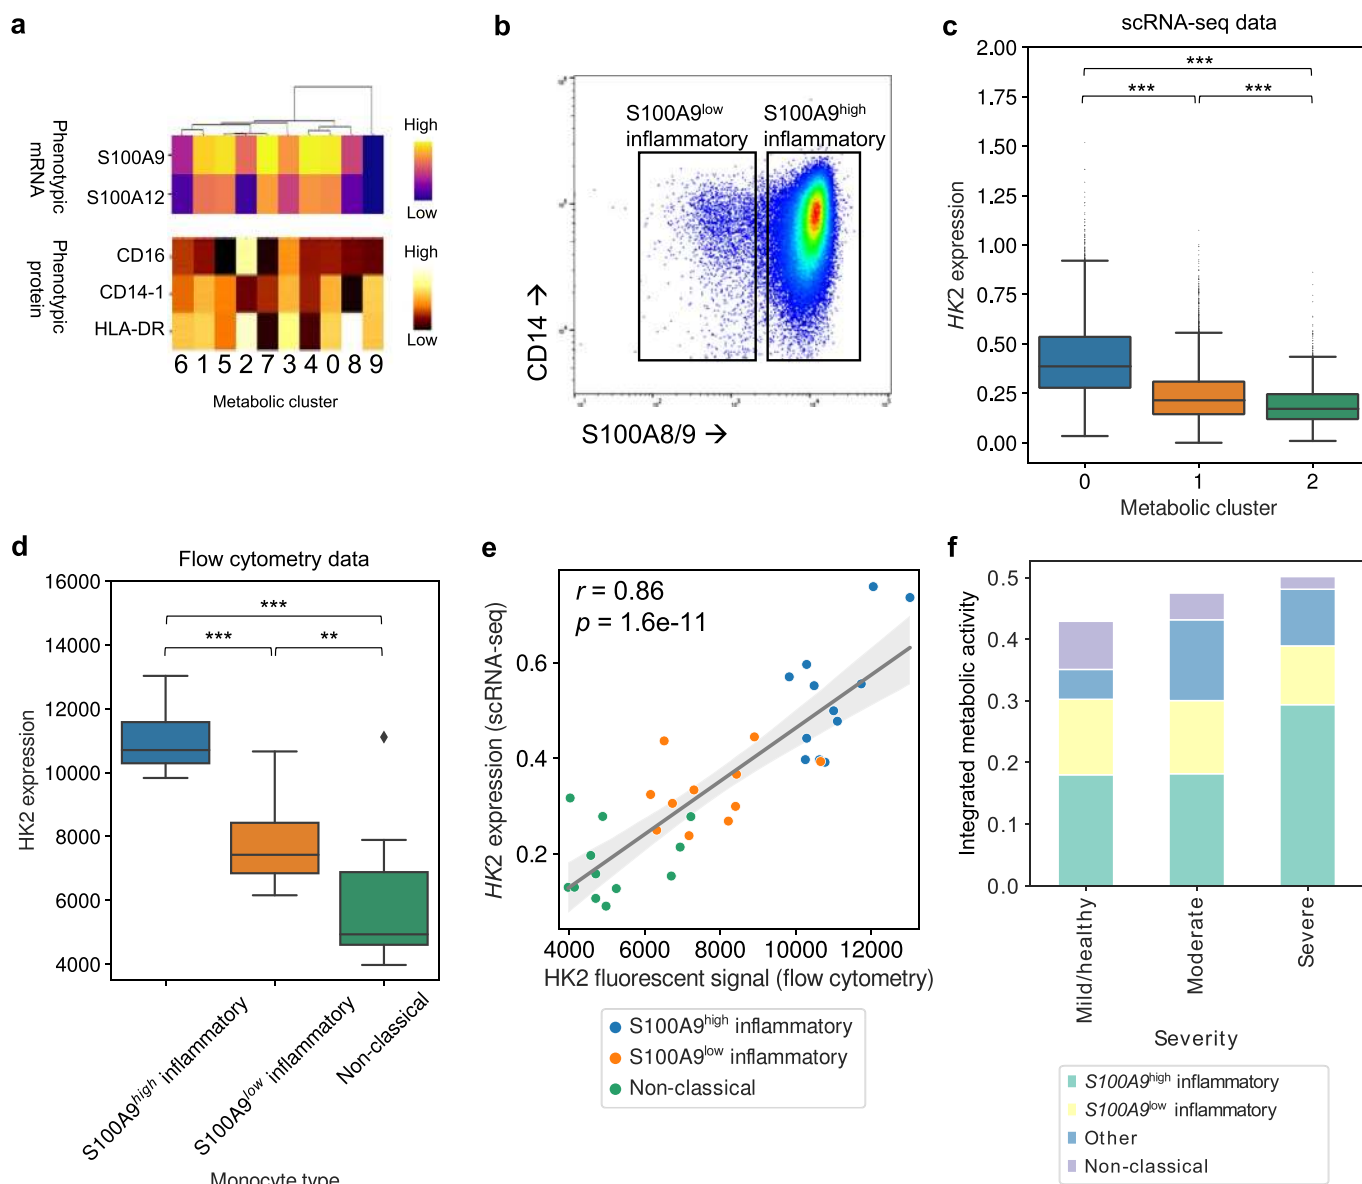 a
Phenotypic
mRNA
S100A9
S100A12
High
Low
Phenotypic
protein
CD16
CD14-1
HLA-DR
High
Low
6 1 5 2 7 3 4 0 8 9
Metabolic cluster
b
S100A9low
inflammatory
S100A9high
inflammatory
CD14 →
S100A8/9 →
c
scRNA-seq data
2.00
1.75
1.50
1.25
1.00
0.75
0.50
0.25
0.00
HK2 expression
***
*** ***
0 1 2
Metabolic cluster
d
Flow cytometry data
16000
14000
12000
10000
8000
6000
4000
HK2 expression
***
*** **
S100A9high inflammatory
S100A9low inflammatory
Non-classical
Monocyte type
e
r = 0.86
p = 1.6e-11
HK2 expression (scRNA-seq)
0.6
0.4
0.2
4000 6000 8000 10000 12000
HK2 fluorescent signal (flow cytometry)
S100A9high inflammatory
S100A9low inflammatory
Non-classical
f
Integrated metabolic activity
0.5
0.4
0.3
0.2
0.1
0.0
Mild/healthy
Moderate
Severe
Severity
S100A9high inflammatory
S100A9low inflammatory
Other
Non-classical